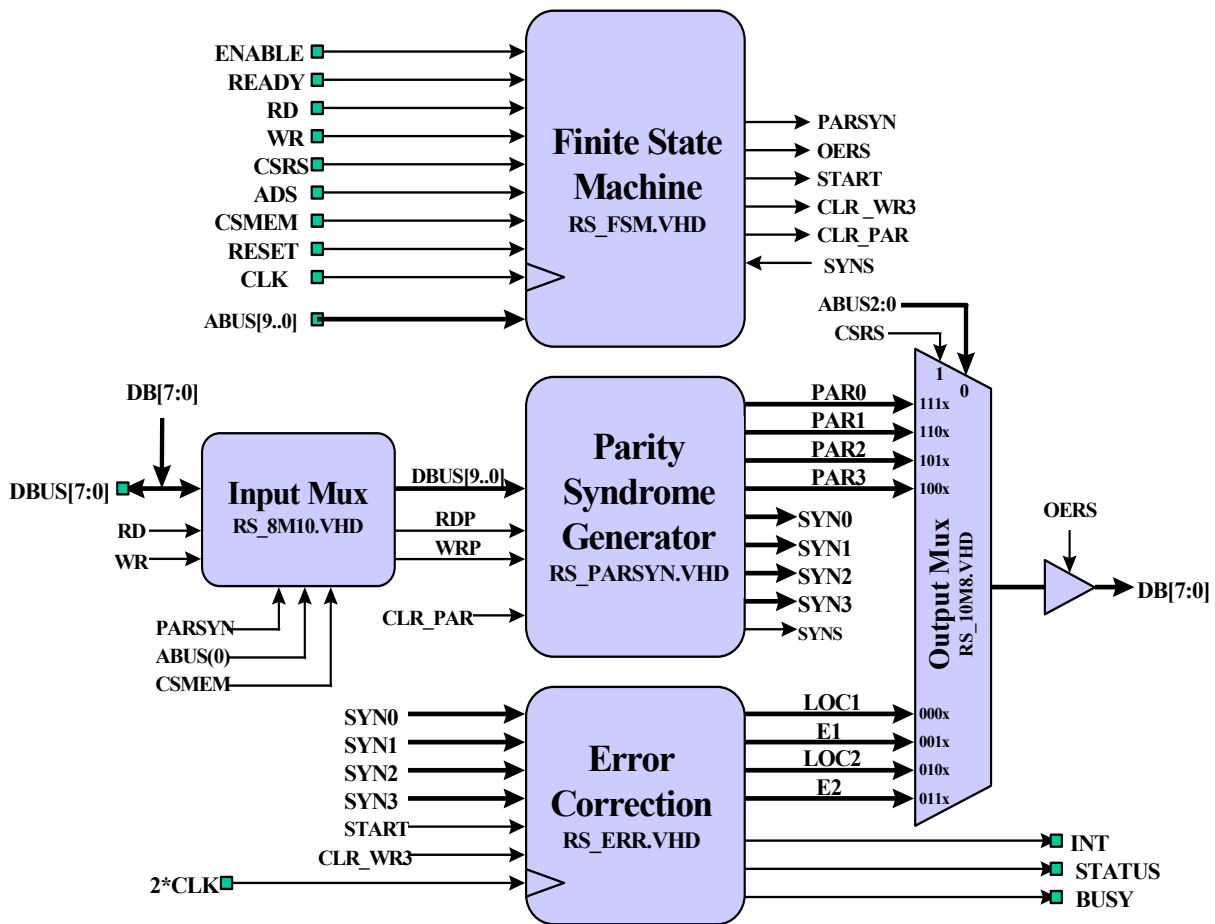 ENABLE
READY
RD
WR
CSRS
ADS
CSMEM
RESET
CLK
ABUS[9..0]
Finite State
Machine
RS_FSM.VHD
PARSYN
OERS
START
CLR_WR3
CLR_PAR
SYNS
ABUS2:0
CSRS
DB[7:0]
DBUS[7:0]
RD
WR
Input Mux
RS_8M10.VHD
PARSYN
ABUS(0)
CSMEM
DBUS[9..0]
RDP
WRP
CLR_PAR
Parity
Syndrome
Generator
RS_PARSYN.VHD
PAR0
PAR1
PAR2
PAR3
SYN0
SYN1
SYN2
SYN3
SYNS
1
0
111x
110x
101x
100x
Output Mux
RS_10M8.VHD
000x
001x
010x
011x
OERS
DB[7:0]
SYN0
SYN1
SYN2
SYN3
START
CLR_WR3
2*CLK
Error
Correction
RS_ERR.VHD
LOC1
E1
LOC2
E2
INT
STATUS
BUSY